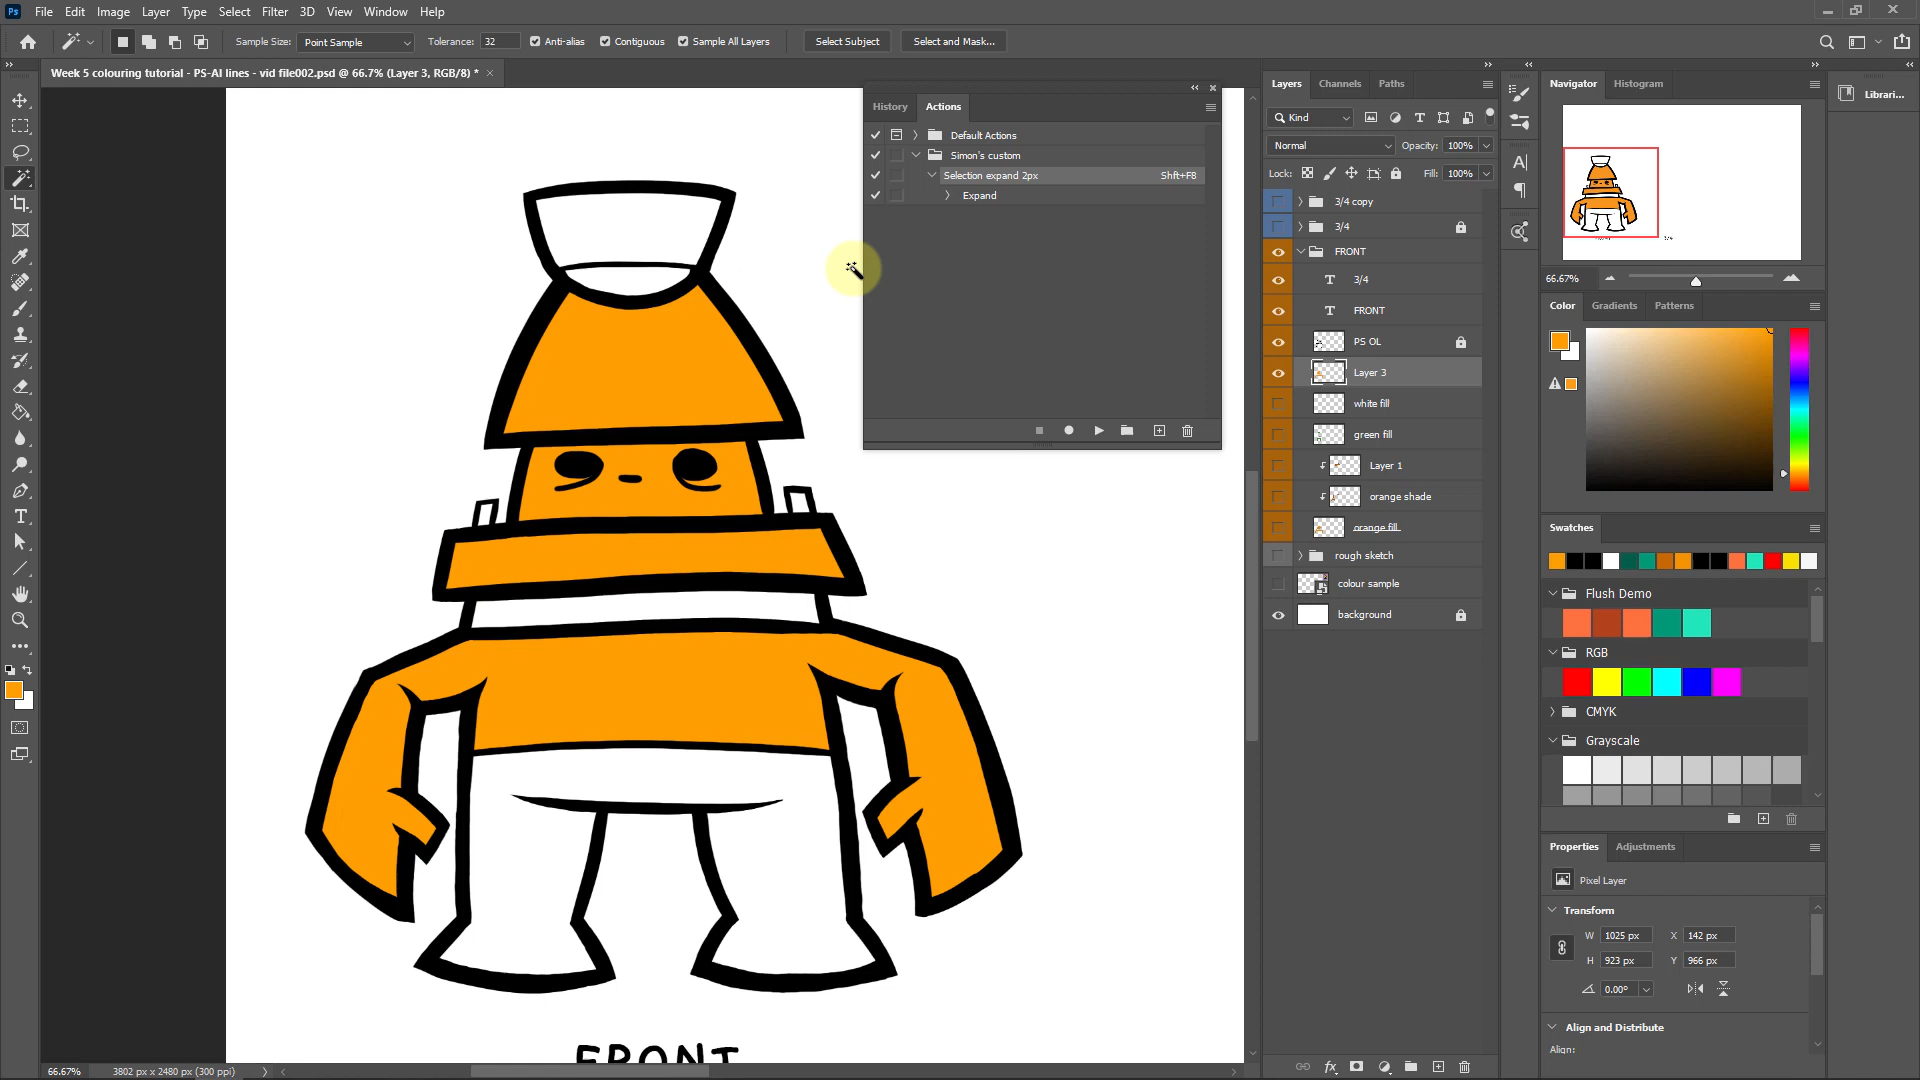 Ps File Edit Image Layer Type Select Filter 3D View Window Help
Sample Size: Point Sample Tolerance: 32 Anti-alias Contiguous Sample All Layers Select Subject Select and Mask...
Week 5 colouring tutorial - PS-AI lines - vid file002.psd @ 66.7% (Layer 3, RGB/8) *
History Actions
Default Actions
Simon's custom
Selection expand 2px Shft+F8
Expand
FRONT
66.67% 3802 px x 2480 px (300 ppi)
Layers Channels Paths
Kind
Normal Opacity: 100%
Lock: Fill: 100%
3/4 copy
3/4
FRONT
3/4
FRONT
PS OL
Layer 3
white fill
green fill
Layer 1
orange shade
orange fill
rough sketch
colour sample
background
Navigator Histogram
3/4
66.67%
Color Gradients Patterns
Swatches
Flush Demo
RGB
CMYK
Grayscale
Properties Adjustments
Pixel Layer
Transform
W 1025 px X 142 px
H 923 px Y 966 px
0.00°
Align and Distribute
Align:
Librari...